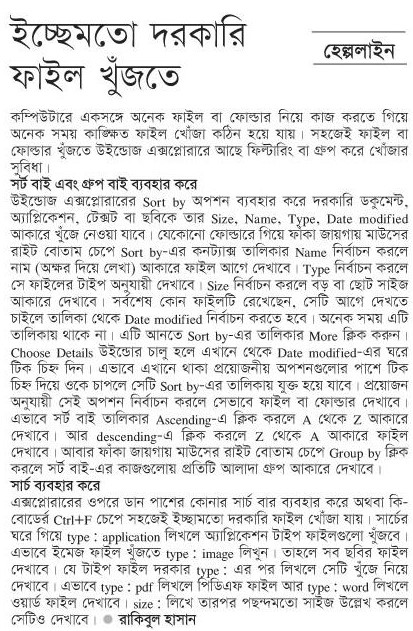 ইচ্ছেমতো দরকারি
ফাইল খুঁজতে
হেল্পলাইন
কম্পিউটারে একসঙ্গে অনেক ফাইল বা ফোল্ডার নিয়ে কাজ করতে গিয়ে
অনেক সময় কাঙ্ক্ষিত ফাইল খোঁজা কঠিন হয়ে যায়। সহজেই ফাইল বা
ফোল্ডার খুঁজতে উইন্ডোজ এক্সপ্লোরারে আছে ফিল্টারিং বা গ্রুপ করে খোঁজার
সুবিধা।
সর্ট বাই এবং গ্রুপ বাই ব্যবহার করে
উইন্ডোজ এক্সপ্লোরারের Sort by অপশন ব্যবহার করে দরকারি ডকুমেন্ট,
অ্যাপ্লিকেশন, টেক্সট বা ছবিকে তার Size, Name, Type, Date modified
আকারে খুঁজে নেওয়া যাবে। যেকোনো ফোল্ডারে গিয়ে ফাঁকা জায়গায় মাউসের
রাইট বোতাম চেপে Sort by-এর কনট্যাক্স তালিকার Name নির্বাচন করলে
নাম (অক্ষর দিয়ে লেখা) আকারে ফাইল আগে দেখাবে। Type নির্বাচন করলে
সে ফাইলের টাইপ অনুযায়ী দেখাবে। Size নির্বাচন করলে বড় বা ছোট সাইজ
আকারে দেখাবে। সর্বশেষ কোন ফাইলটি রেখেছেন, সেটি আগে দেখতে
চাইলে তালিকা থেকে Date modified নির্বাচন করতে হবে। অনেক সময় এটি
তালিকায় থাকে না। এটি আনতে Sort by-এর তালিকার More ক্লিক করুন।
Choose Details উইন্ডোর চালু হলে এখানে থেকে Date modified-এর ঘরে
টিক চিহ্ন দিন। এভাবে এখানে থাকা প্রয়োজনীয় অপশনগুলোর পাশে টিক
চিহ্ন দিয়ে ওকে চাপলে সেটি Sort by-এর তালিকায় যুক্ত হয়ে যাবে। প্রয়োজন
অনুযায়ী সেই অপশন নির্বাচন করলে সেভাবে ফাইল বা ফোল্ডার দেখাবে।
এভাবে সর্ট বাই তালিকার Ascending-এ ক্লিক করলে A থেকে Z আকারে
দেখাবে। আর descending-এ ক্লিক করলে Z থেকে A আকারে ফাইল
দেখাবে। আবার ফাঁকা জায়গায় মাউসের রাইট বোতাম চেপে Group by ক্লিক
করলে সর্ট বাই-এর কাজগুলোয় প্রতিটি আলাদা গ্রুপ আকারে দেখাবে।
সার্চ ব্যবহার করে
এক্সপ্লোরারের ওপরে ডান পাশের কোনার সার্চ বার ব্যবহার করে অথবা কি-
বোর্ডের Ctrl+F চেপে সহজেই ইচ্ছামতো দরকারি ফাইল খোঁজা যায়। সার্চের
ঘরে গিয়ে type : application লিখলে অ্যাপ্লিকেশন টাইপ ফাইলগুলো খুঁজবে।
এভাবে ইমেজ ফাইল খুঁজতে type : image লিখুন। তাহলে সব ছবির ফাইল
দেখাবে। যে টাইপ ফাইল দরকার type : এর পর লিখলে সেটি খুঁজে নিয়ে
দেখাবে। এভাবে type : pdf লিখলে পিডিএফ ফাইল আর type : word লিখলে
ওয়ার্ড ফাইল দেখাবে। size : লিখে তারপর পছন্দমতো সাইজ উল্লেখ করলে
সেটিও দেখাবে। ● রাকিবুল হাসান